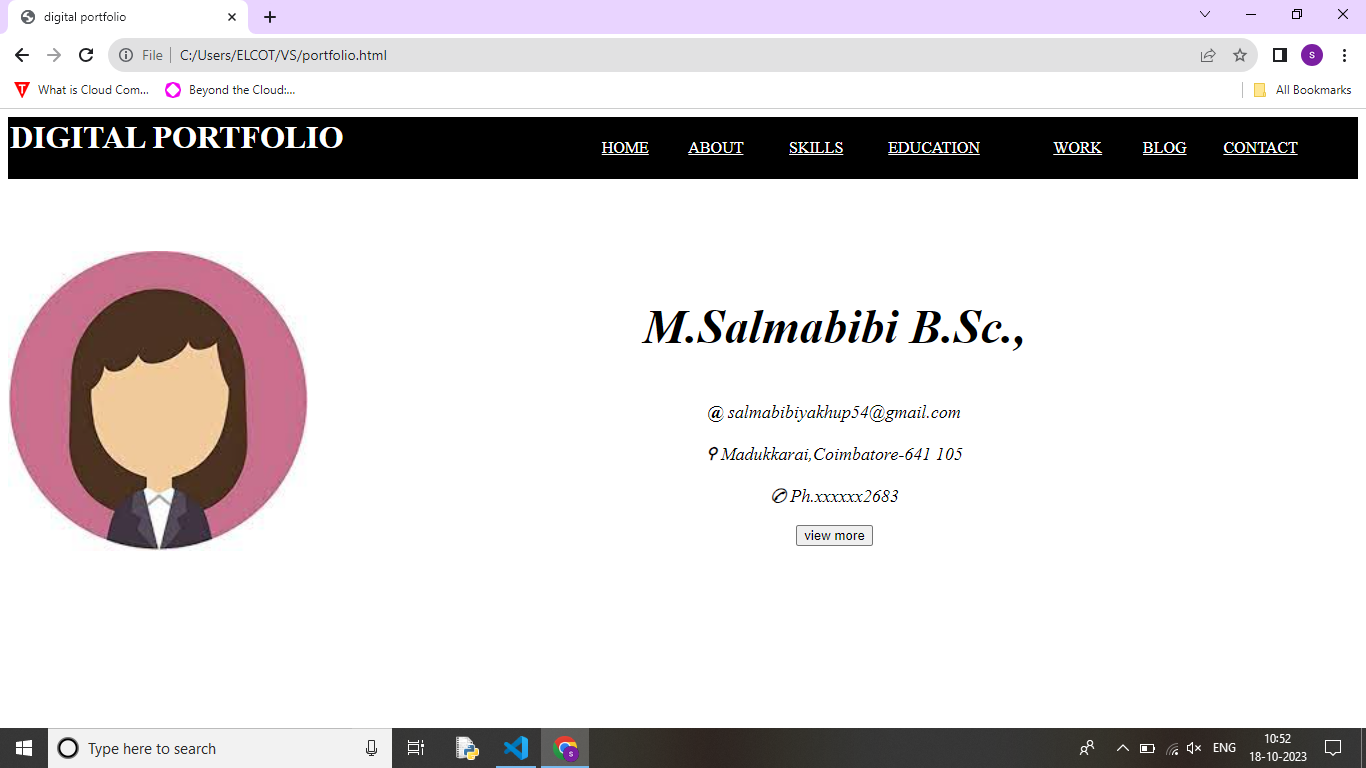 digital portfolio
File C:/Users/ELCOT/VS/portfolio.html
S
T What is Cloud Com... Beyond the Cloud:... All Bookmarks
DIGITAL PORTFOLIO HOME ABOUT SKILLS EDUCATION WORK BLOG CONTACT
M.Salmabibi B.Sc.,
@ salmabibiyakhup54@gmail.com
Madukkarai,Coimbatore-641 105
✆ Ph.xxxxxx2683
view more
Type here to search S ENG 10:52
18-10-2023